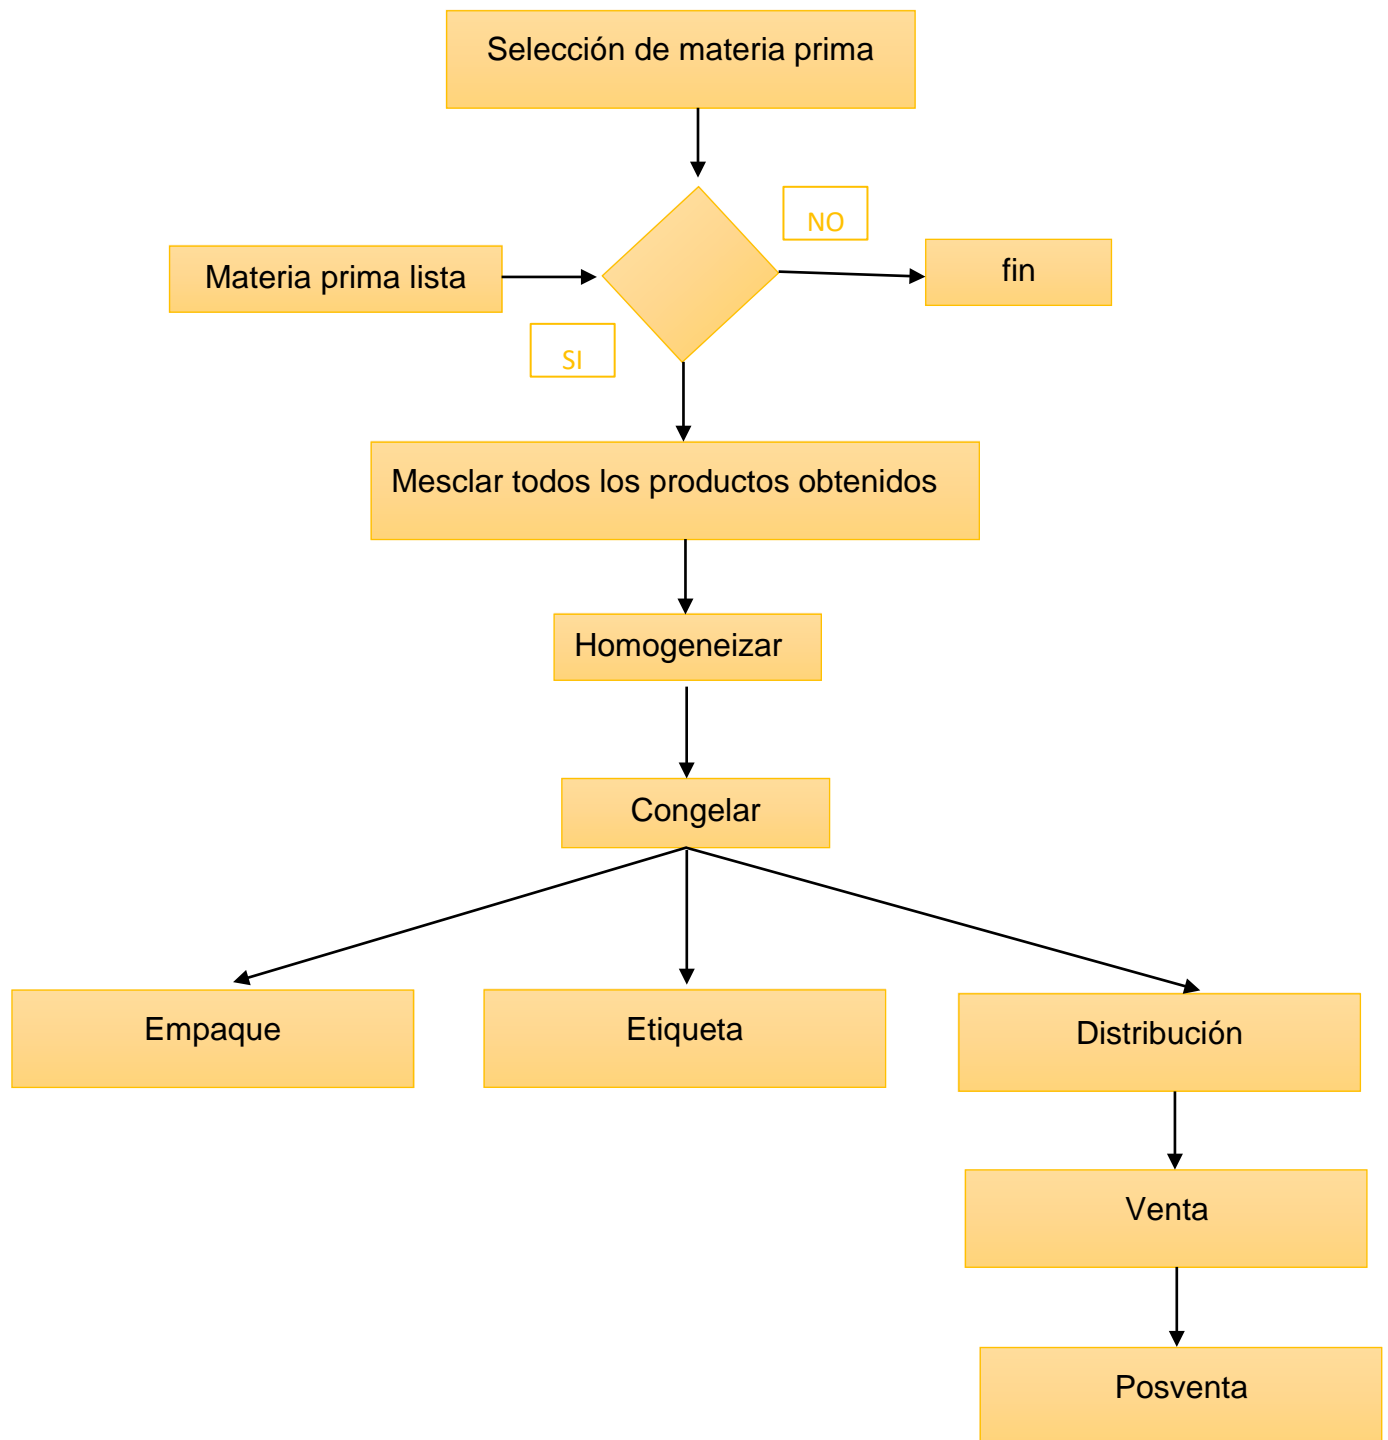 Selección de materia prima
NO
Materia prima lista
fin
SI
Mesclar todos los productos obtenidos
Homogeneizar
Congelar
Empaque
Etiqueta
Distribución
Venta
Posventa